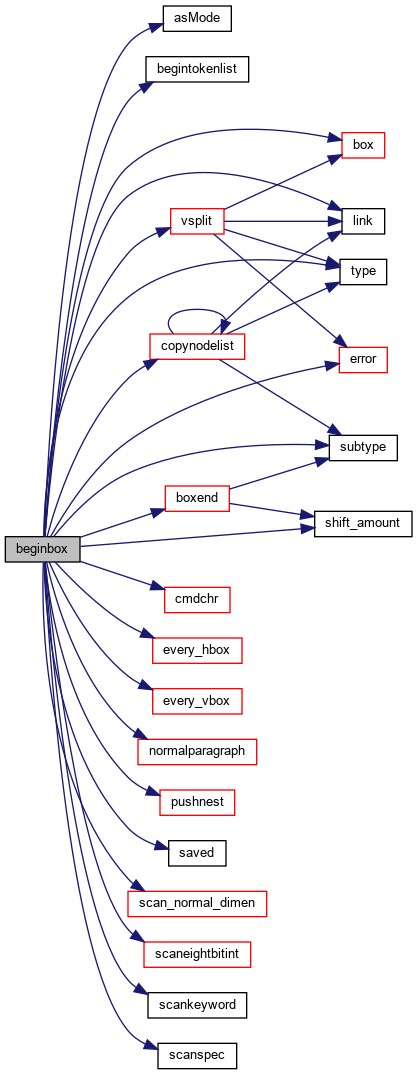 asMode
begintokenlist
box
vsplit
link
type
copynodelist
error
subtype
boxend
shift_amount
beginbox
cmdchr
every_hbox
every_vbox
normalparagraph
pushnest
saved
scan_normal_dimen
scaneightbitint
scankeyword
scanspec